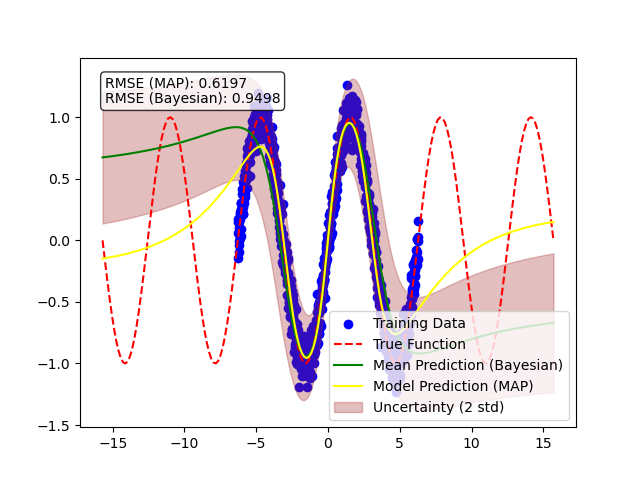 RMSE (MAP): 0.6197
RMSE (Bayesian): 0.9498
1.0
0.5
0.0
−0.5
−1.0
−1.5
Training Data
True Function
Mean Prediction (Bayesian)
Model Prediction (MAP)
Uncertainty (2 std)
−15
−10
−5
0
5
10
15